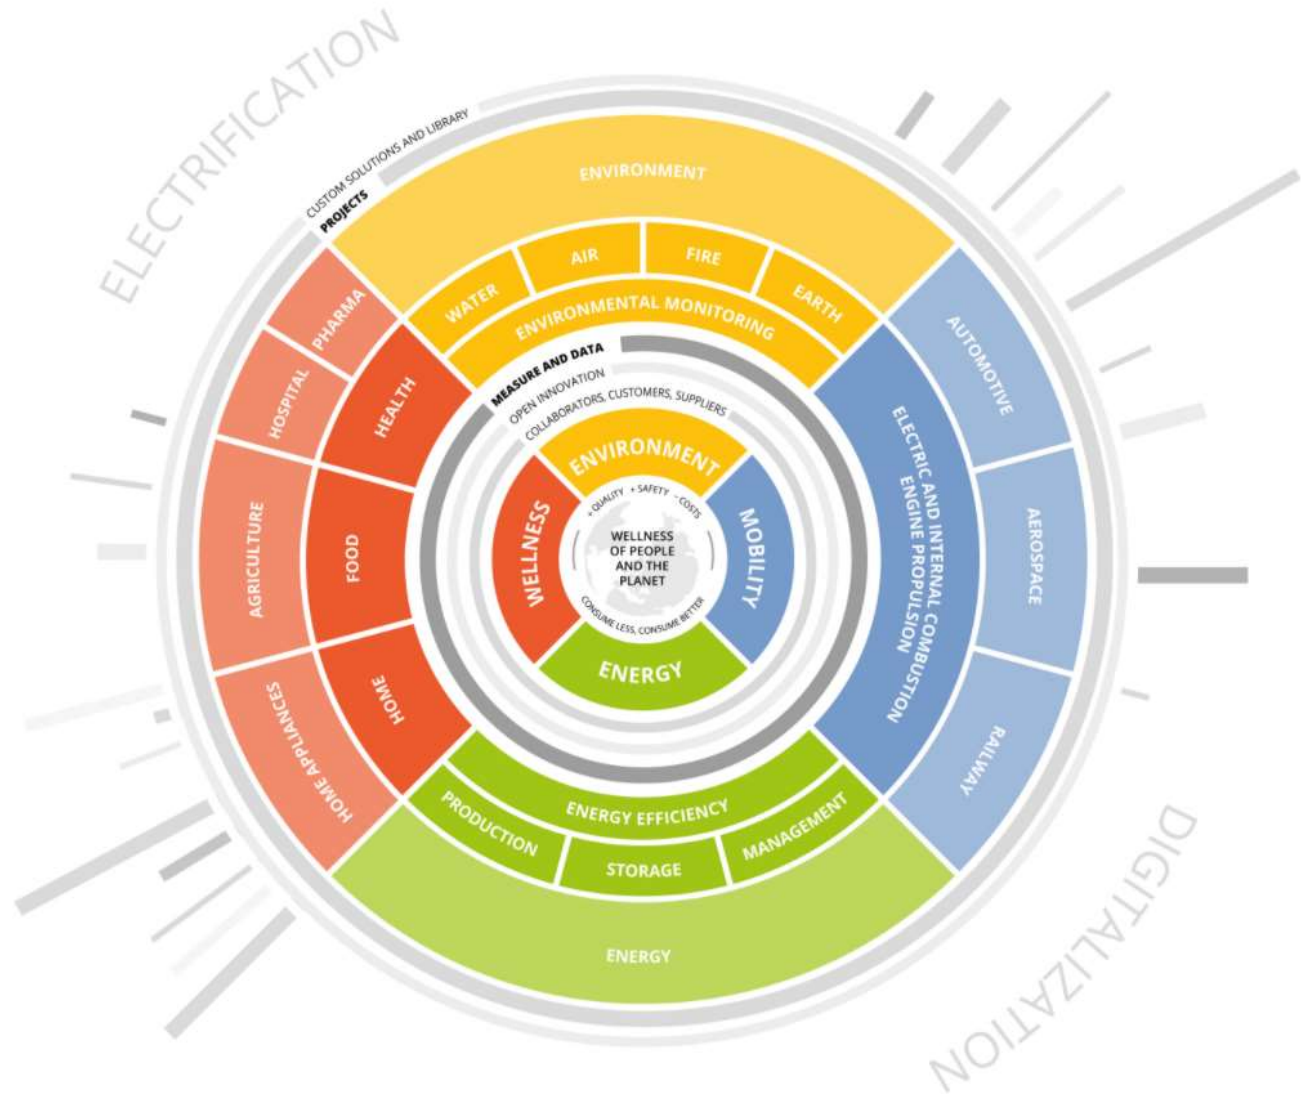 ELECTRIFICATION
CUSTOM SOLUTIONS AND LIBRARY
PROJECTS
ENVIRONMENT
WATER
AIR
FIRE
EARTH
ENVIRONMENTAL MONITORING
PHARMA
HOSPITAL
HEALTH
AGRICULTURE
FOOD
HOME APPLIANCES
HOME
MEASURE AND DATA
OPEN INNOVATION
COLLABORATORS, CUSTOMERS, SUPPLIERS
ENVIRONMENT
WELLNESS
MOBILITY
ENERGY
+ QUALITY + SAFETY - COSTS
WELLNESS
OF PEOPLE
AND THE
PLANET
CONSUME LESS, CONSUME BETTER
ELECTRIC AND INTERNAL COMBUSTION
ENGINE PROPULSION
AUTOMOTIVE
AEROSPACE
RAILWAY
ENERGY EFFICIENCY
PRODUCTION
STORAGE
MANAGEMENT
ENERGY
DIGITALIZATION